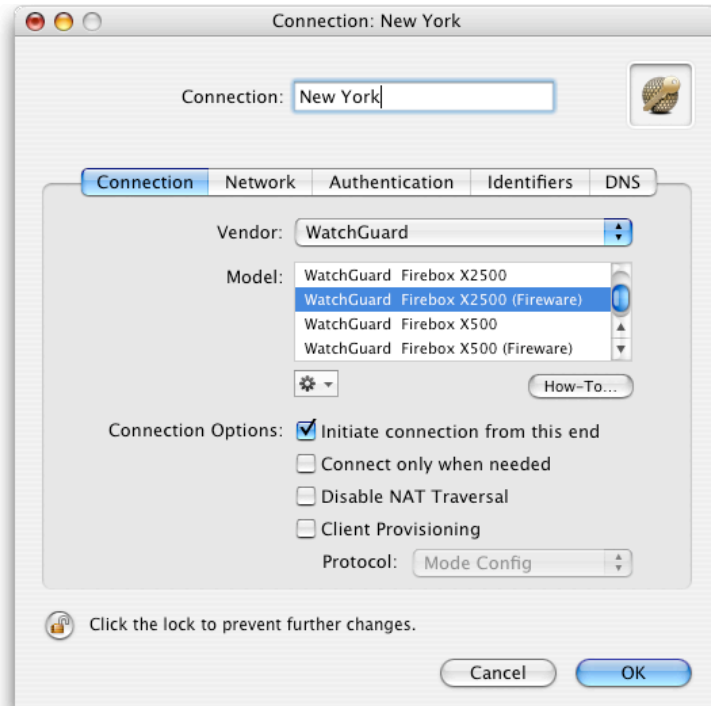 Connection: New York
Connection: New York
Connection Network Authentication Identifiers DNS
Vendor: WatchGuard
Model: WatchGuard Firebox X2500
WatchGuard Firebox X2500 (Fireware)
WatchGuard Firebox X500
WatchGuard Firebox X500 (Fireware)
How-To...
Connection Options: Initiate connection from this end
Connect only when needed
Disable NAT Traversal
Client Provisioning
Protocol: Mode Config
Click the lock to prevent further changes.
Cancel OK